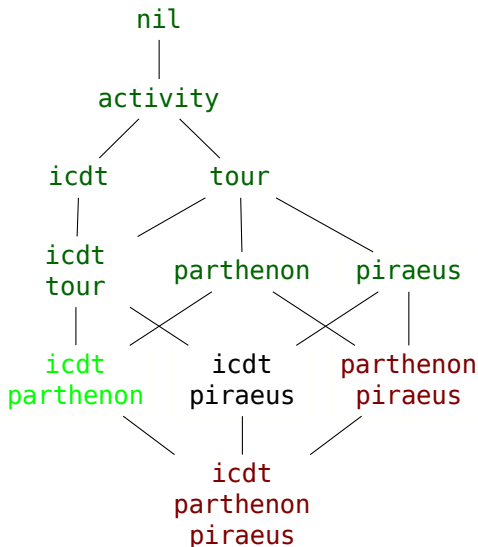 nil
activity
icdt
tour
icdt
tour
parthenon
piraeus
icdt
parthenon
icdt
piraeus
parthenon
piraeus
icdt
parthenon
piraeus